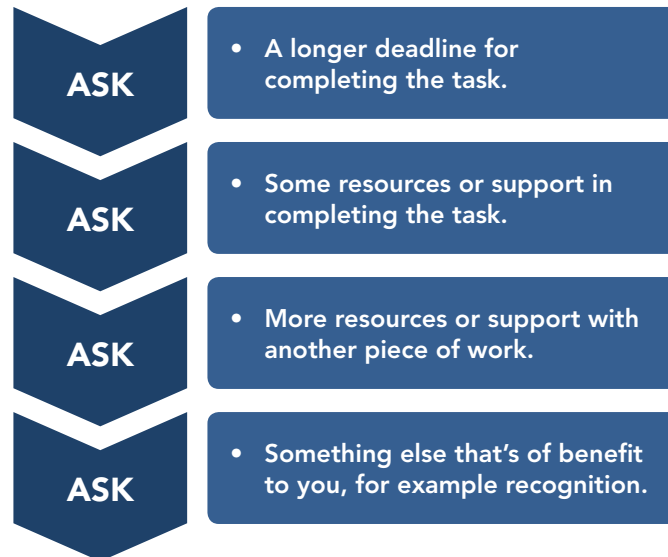 ASK
• A longer deadline for
completing the task.
ASK
• Some resources or support in
completing the task.
ASK
• More resources or support with
another piece of work.
ASK
• Something else that’s of benefit
to you, for example recognition.